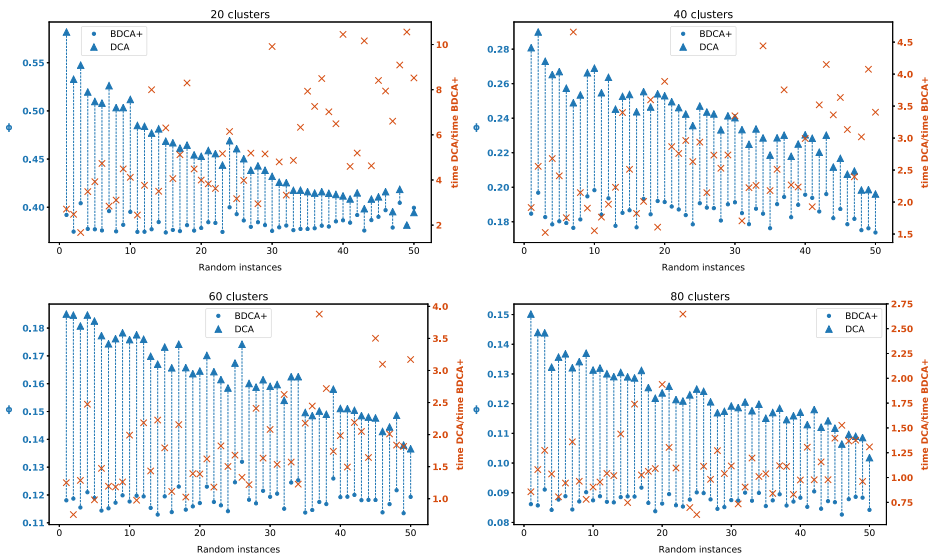 20 clusters
BDCA+
DCA
0.55
0.50
0.45
0.40
ϕ
10
8
6
4
2
time DCA/time BDCA+
0 10 20 30 40 50
Random instances
40 clusters
BDCA+
DCA
0.28
0.26
0.24
0.22
0.20
0.18
ϕ
4.5
4.0
3.5
3.0
2.5
2.0
1.5
time DCA/time BDCA+
0 10 20 30 40 50
Random instances
60 clusters
BDCA+
DCA
0.18
0.17
0.16
0.15
0.14
0.13
0.12
0.11
ϕ
4.0
3.5
3.0
2.5
2.0
1.5
1.0
time DCA/time BDCA+
0 10 20 30 40 50
Random instances
80 clusters
BDCA+
DCA
0.15
0.14
0.13
0.12
0.11
0.10
0.09
0.08
ϕ
2.75
2.50
2.25
2.00
1.75
1.50
1.25
1.00
0.75
time DCA/time BDCA+
0 10 20 30 40 50
Random instances